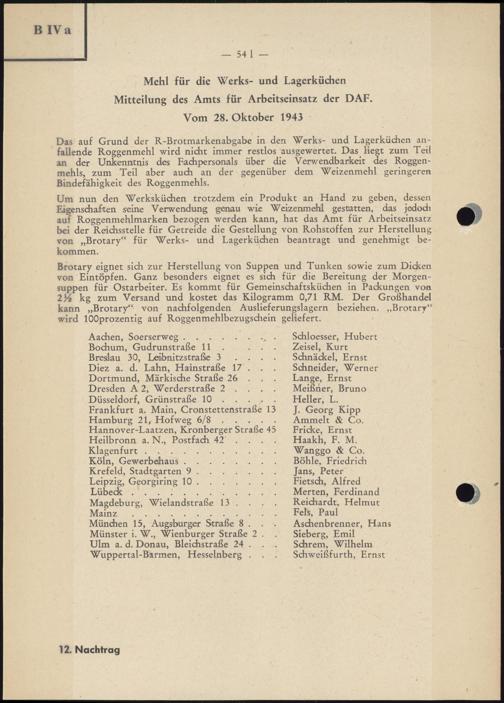 B IVa
— 54 l —
Mehl für die Werks- und Lagerküchen
Mitteilung des Amts für Arbeitseinsatz der DAF.
Vom 28. Oktober 1943
Das auf Grund der R-Brotmarkenabgabe in den Werks- und Lagerküchen an-
fallende Roggenmehl wird nicht immer restlos ausgewertet. Das liegt zum Teil
an der Unkenntnis des Fachpersonals über die Verwendbarkeit des Roggen-
mehls, zum Teil aber auch an der gegenüber dem Weizenmehl geringeren
Bindefähigkeit des Roggenmehls.
Um nun den Werksküchen trotzdem ein Produkt an Hand zu geben, dessen
Eigenschaften seine Verwendung genau wie Weizenmehl gestatten, das jedoch
auf Roggenmehlmarken bezogen werden kann, hat das Amt für Arbeitseinsatz
bei der Reichsstelle für Getreide die Gestellung von Rohstoffen zur Herstellung
von „Brotary“ für Werks- und Lagerküchen beantragt und genehmigt be-
kommen.
Brotary eignet sich zur Herstellung von Suppen und Tunken sowie zum Dicken
von Eintöpfen. Ganz besonders eignet es sich für die Bereitung der Morgen-
suppen für Ostarbeiter. Es kommt für Gemeinschaftsküchen in Packungen von
2½ kg zum Versand und kostet das Kilogramm 0,71 RM. Der Großhandel
kann „Brotary“ von nachfolgenden Auslieferungslagern beziehen. „Brotary“
wird 100prozentig auf Roggenmehlbezugschein geliefert.
Aachen, Soerserweg . . . . . . . . Schloesser, Hubert
Bochum, Gudrunstraße 11 . . . . . Zeisel, Kurt
Breslau 30, Leibnitzstraße 3 . . . . Schnäckel, Ernst
Diez a. d. Lahn, Hainstraße 17 . . . Schneider, Werner
Dortmund, Märkische Straße 26 . . . Lange, Ernst
Dresden A 2, Werderstraße 2 . . . . Meißner, Bruno
Düsseldorf, Grünstraße 10 . . . . . Heller, L.
Frankfurt a. Main, Cronstettenstraße 13 J. Georg Kipp
Hamburg 21, Hofweg 6/8 . . . . . Ammelt & Co.
Hannover-Laatzen, Kronberger Straße 45 Fricke, Ernst
Heilbronn a. N., Postfach 42 . . . . Haakh, F. M.
Klagenfurt . . . . . . . . . . Wanggo & Co.
Köln, Gewerbehaus . . . . . . . Böhle, Friedrich
Krefeld, Stadtgarten 9 . . . . . . Jans, Peter
Leipzig, Georgiring 10 . . . . . . Fietsch, Alfred
Lübeck . . . . . . . . . . . Merten, Ferdinand
Magdeburg, Wielandstraße 13 . . . . Reichardt, Helmut
Mainz . . . . . . . . . . . Fels, Paul
München 15, Augsburger Straße 8 . . . Aschenbrenner, Hans
Münster i. W., Wienburger Straße 2 . . Sieberg, Emil
Ulm a. d. Donau, Bleichstraße 24 . . . Schrem, Wilhelm
Wuppertal-Barmen, Hesselnberg . . . Schweißfurth, Ernst
12. Nachtrag